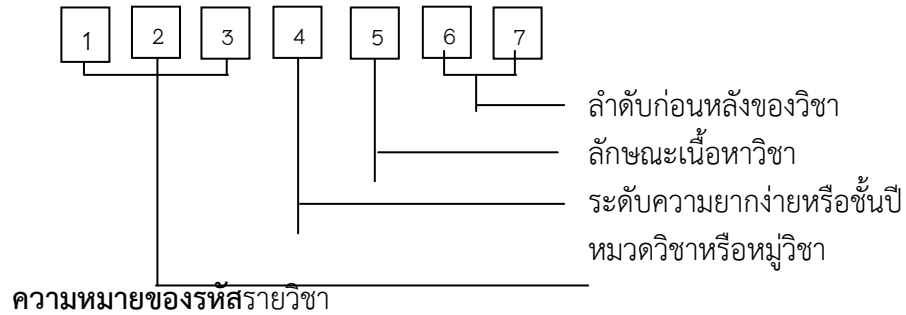 1 2 3 4 5 6 7
ลำดับก่อนหลังของวิชา
ลักษณะเนื้อหาวิชา
ระดับความยากง่ายหรือชั้นปี
หมวดวิชาหรือหมู่วิชา
ความหมายของรหัสรายวิชา